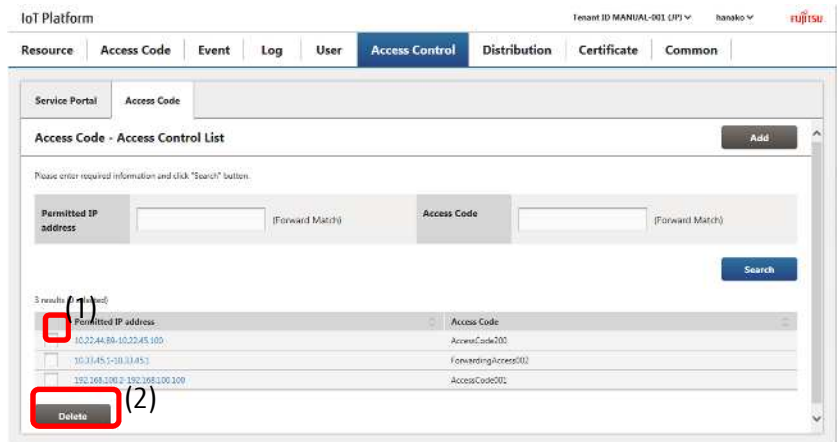 IoT Platform Tenant ID MANUAL-001 (JP) hanako FUJITSU
Resource Access Code Event Log User Access Control Distribution Certificate Common
Service Portal Access Code
Access Code - Access Control List Add
Please enter required information and click "Search" button.
Permitted IP address (Forward Match) Access Code (Forward Match)
Search
3 results (0 selected)
(1)
Permitted IP address Access Code
10.22.44.89-10.22.45.100 AccessCode200
10.33.45.1-10.33.45.1 ForwardingAccess002
192.168.100.2-192.168.100.100 AccessCode001
Delete (2)